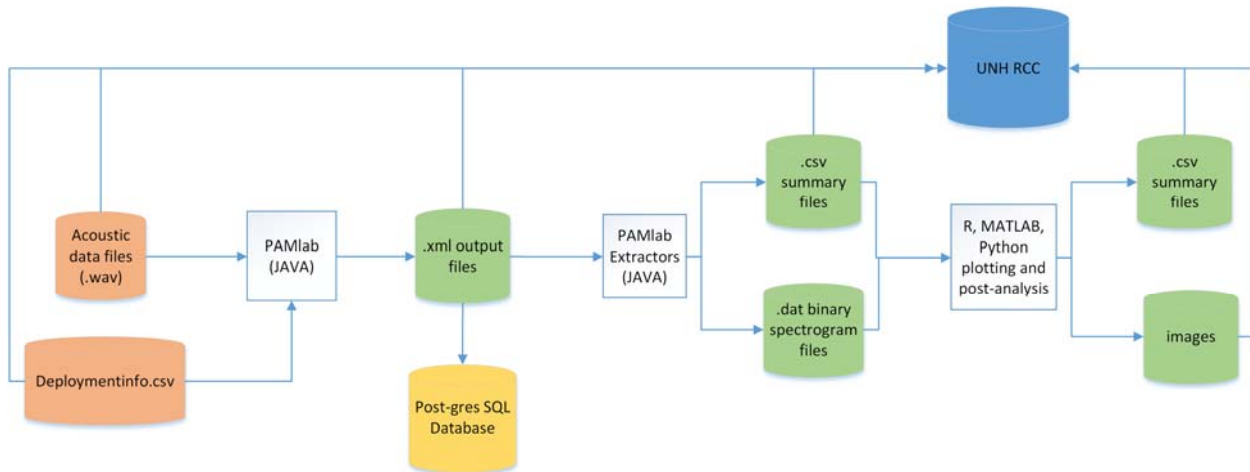 UNH RCC
Acoustic
data files
(.wav)
PAMlab
(JAVA)
.xml output
files
PAMlab
Extractors
(JAVA)
.csv
summary
files
.dat binary
spectrogram
files
R, MATLAB,
Python
plotting and
post-analysis
.csv
summary
files
images
Deploymentinfo.csv
Post-gres SQL
Database